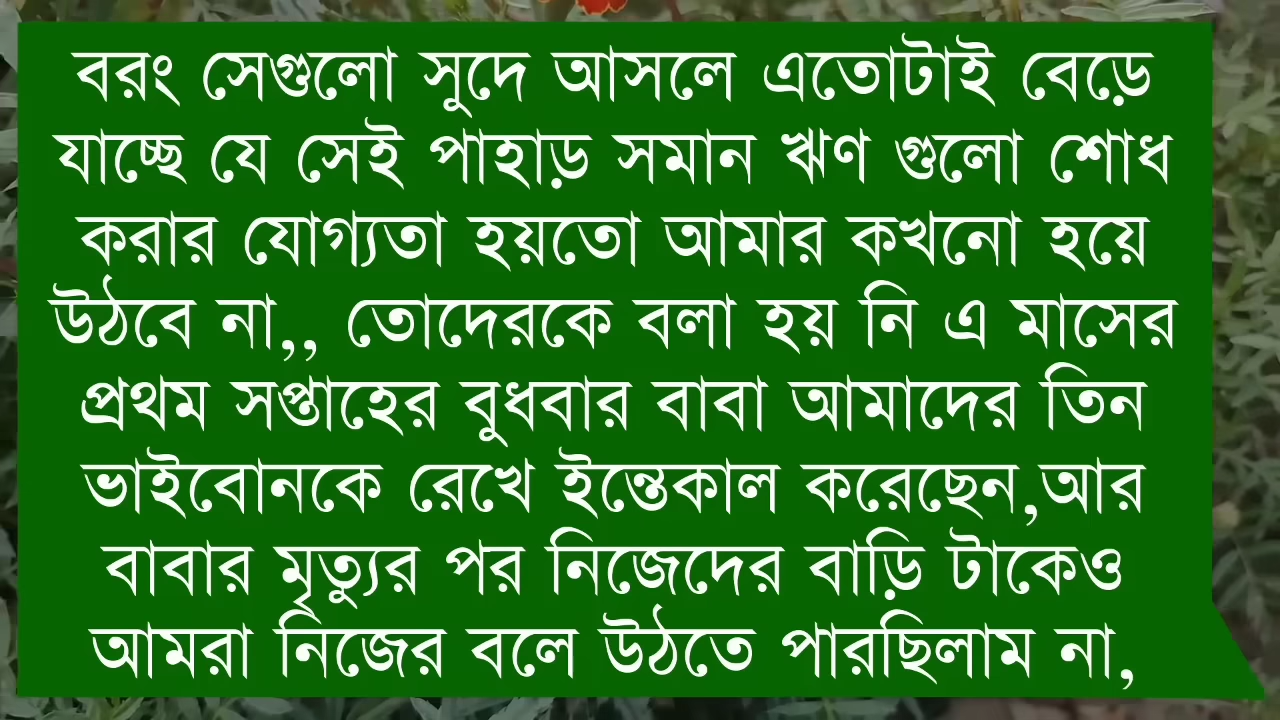 বরং সেগুলো সুদে আসলে এতোটাই বেড়ে
যাচ্ছে যে সেই পাহাড় সমান ঋণ গুলো শোধ
করার যোগ্যতা হয়তো আমার কখনো হয়ে
উঠবে না,, তোদেরকে বলা হয় নি এ মাসের
প্রথম সপ্তাহের বুধবার বাবা আমাদের তিন
ভাইবোনকে রেখে ইন্তেকাল করেছেন,আর
বাবার মৃত্যুর পর নিজেদের বাড়ি টাকেও
আমরা নিজের বলে উঠতে পারছিলাম না,